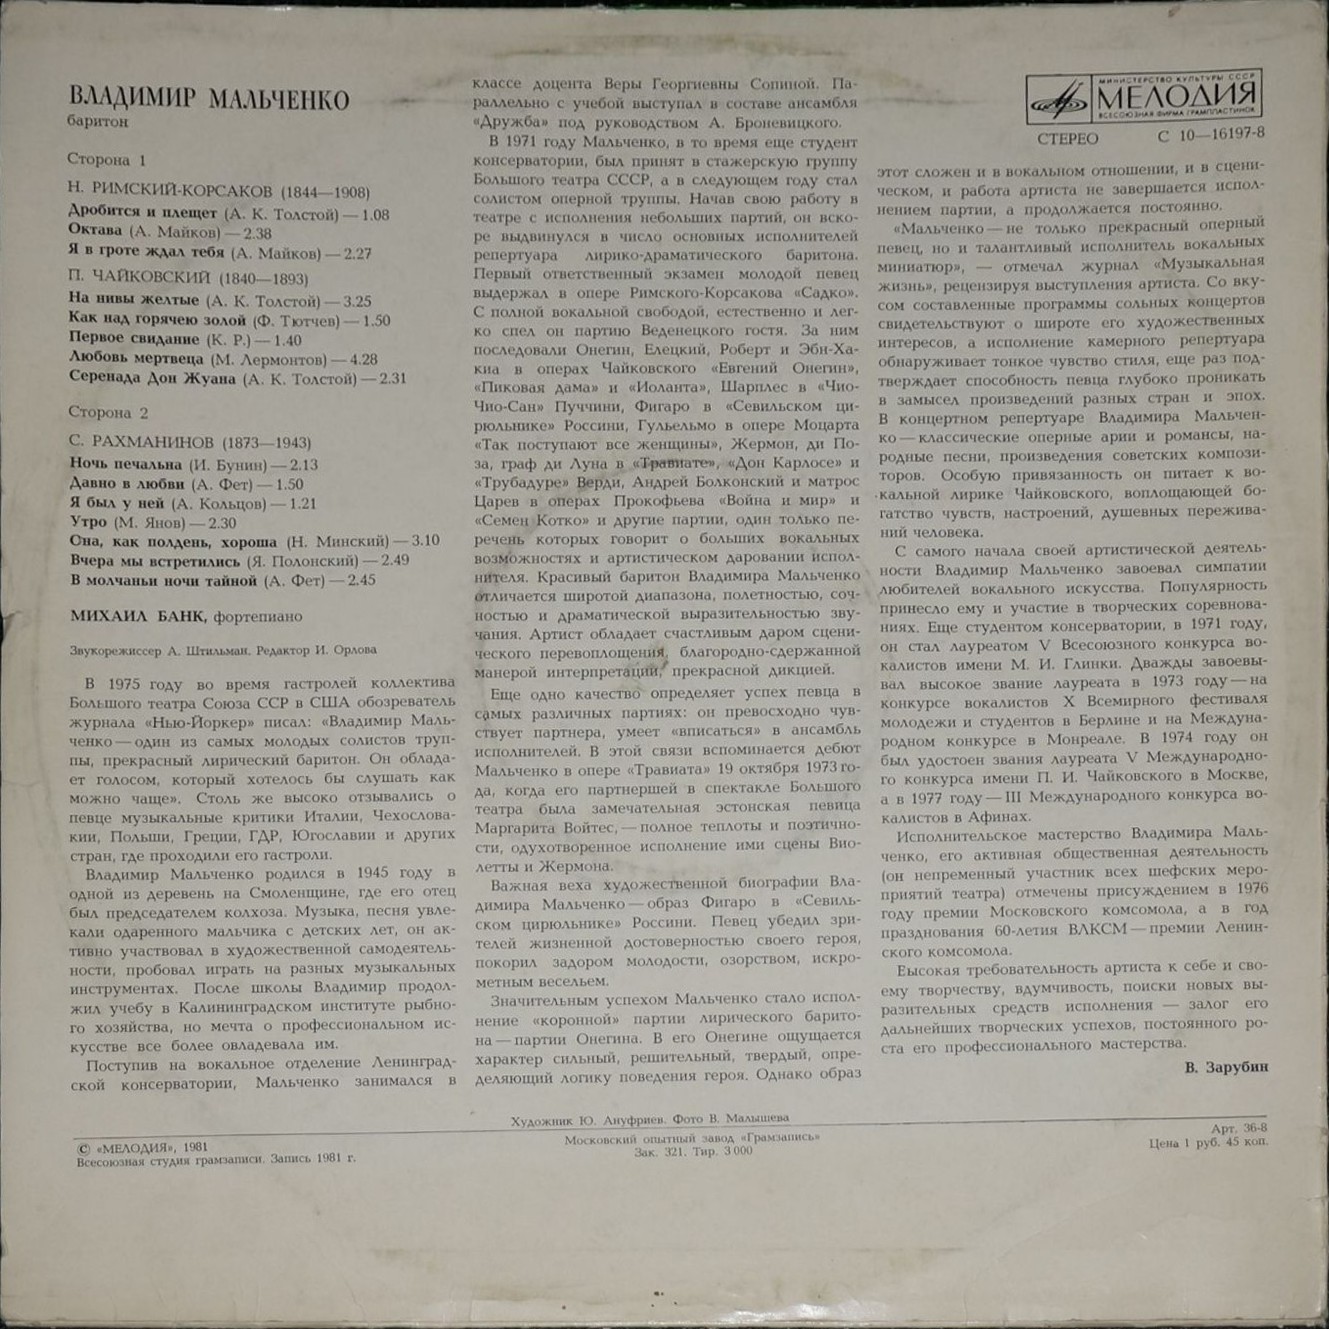 ВЛАДИМИР МАЛЬЧЕНКО
баритон
Сторона 1
Н. РИМСКИЙ-КОРСАКОВ (1844—1908)
Дробится и плещет (А. К. Толстой) — 1.08
Октава (А. Майков) — 2.38
Я в гроте ждал тебя (А. Майков) — 2.27
П. ЧАЙКОВСКИЙ (1840—1893)
На нивы желтые (А. К. Толстой) — 3.25
Как над горячею золой (Ф. Тютчев) — 1.50
Первое свидание (К. Р.) — 1.40
Любовь мертвеца (М. Лермонтов) — 4.28
Серенада Дон Жуана (А. К. Толстой) — 2.31
Сторона 2
С. РАХМАНИНОВ (1873—1943)
Ночь печальна (И. Бунин) — 2.13
Давно в любви (А. Фет) — 1.50
Я был у ней (А. Кольцов) — 1.21
Утро (М. Янов) — 2.30
Она, как полдень, хороша (Н. Минский) — 3.10
Вчера мы встретились (Я. Полонский) — 2.49
В молчаньи ночи тайной (А. Фет) — 2.45
МИХАИЛ БАНК, фортепиано
Звукорежиссер А. Штильман. Редактор И. Орлова
В 1975 году во время гастролей коллектива
Большого театра Союза ССР в США обозреватель
журнала «Нью-Йоркер» писал: «Владимир Маль-
ченко — один из самых молодых солистов труп-
пы, прекрасный лирический баритон. Он облада-
ет голосом, который хотелось бы слушать как
можно чаще». Столь же высоко отзывались о
певце музыкальные критики Италии, Чехослова-
кии, Польши, Греции, ГДР, Югославии и других
стран, где проходили его гастроли.
Владимир Мальченко родился в 1945 году в
одной из деревень на Смоленщине, где его отец
был председателем колхоза. Музыка, песня увле-
кали одаренного мальчика с детских лет, он ак-
тивно участвовал в художественной самодеятель-
ности, пробовал играть на разных музыкальных
инструментах. После школы Владимир продол-
жил учебу в Калининградском институте рыбно-
го хозяйства, но мечта о профессиональном ис-
кусстве все более овладевала им.
Поступив на вокальное отделение Ленинград-
ской консерватории, Мальченко занимался в
классе доцента Веры Георгиевны Сопиной. Па-
раллельно с учебой выступал в составе ансамбля
«Дружба» под руководством А. Броневицкого.
В 1971 году Мальченко, в то время еще студент
консерватории, был принят в стажерскую группу
Большого театра СССР, а в следующем году стал
солистом оперной труппы. Начав свою работу в
театре с исполнения небольших партий, он вско-
ре выдвинулся в число основных исполнителей
репертуара лирико-драматического баритона.
Первый ответственный экзамен молодой певец
выдержал в опере Римского-Корсакова «Садко».
С полной вокальной свободой, естественно и лег-
ко спел он партию Веденецкого гостя. За ним
последовали Онегин, Елецкий, Роберт и Эбн-Ха-
киа в операх Чайковского «Евгений Онегин»,
«Пиковая дама» и «Иоланта», Шарплес в «Чио-
Чио-Сан» Пуччини, Фигаро в «Севильском ци-
рюльнике» Россини, Гульельмо в опере Моцарта
«Так поступают все женщины», Жермон, ди По-
за, граф ди Луна в «Травиате», «Дон Карлосе» и
«Трубадуре» Верди, Андрей Болконский и матрос
Царев в операх Прокофьева «Война и мир» и
«Семен Котко» и другие партии, один только пе-
речень которых говорит о больших вокальных
возможностях и артистическом даровании испол-
нителя. Красивый баритон Владимира Мальченко
отличается широтой диапазона, полетностью, соч-
ностью и драматической выразительностью зву-
чания. Артист обладает счастливым даром сцени-
ческого перевоплощения, благородно-сдержанной
манерой интерпретации, прекрасной дикцией.
Еще одно качество определяет успех певца в
самых различных партиях: он превосходно чув-
ствует партнера, умеет «вписаться» в ансамбль
исполнителей. В этой связи вспоминается дебют
Мальченко в опере «Травиата» 19 октября 1973 го-
да, когда его партнершей в спектакле Большого
театра была замечательная эстонская певица
Маргарита Войтес, — полное теплоты и поэтично-
сти, одухотворенное исполнение ими сцены Вио-
летты и Жермона.
Важная веха художественной биографии Вла-
димира Мальченко — образ Фигаро в «Севиль-
ском цирюльнике» Россини. Певец убедил зри-
телей жизненной достоверностью своего героя,
покорил задором молодости, озорством, искро-
метным весельем.
Значительным успехом Мальченко стало испол-
нение «коронной» партии лирического барито-
на — партии Онегина. В его Онегине ощущается
характер сильный, решительный, твердый, опре-
деляющий логику поведения героя. Однако образ
МИНИСТЕРСТВО КУЛЬТУРЫ СССР
МЕЛОДИЯ
ВСЕСОЮЗНАЯ ФИРМА ГРАМПЛАСТИНОК
СТЕРЕО С 10—16197-8
этот сложен и в вокальном отношении, и в сцени-
ческом, и работа артиста не завершается испол-
нением партии, а продолжается постоянно.
«Мальченко — не только прекрасный оперный
певец, но и талантливый исполнитель вокальных
миниатюр», — отмечал журнал «Музыкальная
жизнь», рецензируя выступления артиста. Со вку-
сом составленные программы сольных концертов
свидетельствуют о широте его художественных
интересов, а исполнение камерного репертуара
обнаруживает тонкое чувство стиля, еще раз под-
тверждает способность певца глубоко проникать
в замысел произведений разных стран и эпох.
В концертном репертуаре Владимира Мальчен-
ко — классические оперные арии и романсы, на-
родные песни, произведения советских компози-
торов. Особую привязанность он питает к во-
кальной лирике Чайковского, воплощающей бо-
гатство чувств, настроений, душевных пережива-
ний человека.
С самого начала своей артистической деятель-
ности Владимир Мальченко завоевал симпатии
любителей вокального искусства. Популярность
принесло ему и участие в творческих соревнова-
ниях. Еще студентом консерватории, в 1971 году,
он стал лауреатом V Всесоюзного конкурса во-
калистов имени М. И. Глинки. Дважды завоевы-
вал высокое звание лауреата в 1973 году — на
конкурсе вокалистов X Всемирного фестиваля
молодежи и студентов в Берлине и на Междуна-
родном конкурсе в Монреале. В 1974 году он
был удостоен звания лауреата V Международно-
го конкурса имени П. И. Чайковского в Москве,
а в 1977 году — III Международного конкурса во-
калистов в Афинах.
Исполнительское мастерство Владимира Маль-
ченко, его активная общественная деятельность
(он непременный участник всех шефских меро-
приятий театра) отмечены присуждением в 1976
году премии Московского комсомола, а в год
празднования 60-летия ВЛКСМ — премии Ленин-
ского комсомола.
Высокая требовательность артиста к себе и сво-
ему творчеству, вдумчивость, поиски новых вы-
разительных средств исполнения — залог его
дальнейших творческих успехов, постоянного ро-
ста его профессионального мастерства.
В. Зарубин
Художник Ю. Ануфриев. Фото В. Малышева
© «МЕЛОДИЯ», 1981
Всесоюзная студия грамзаписи. Запись 1981 г.
Московский опытный завод «Грамзапись»
Зак. 321. Тир. 3 000
Арт. 36-8
Цена 1 руб. 45 коп.